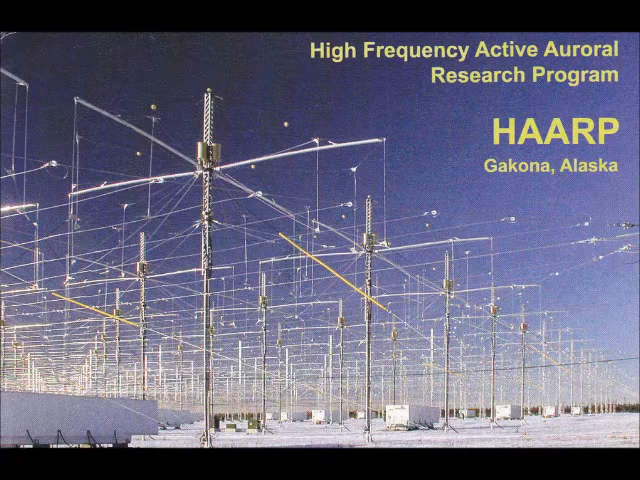 High Frequency Active Auroral
Research Program
HAARP
Gakona, Alaska